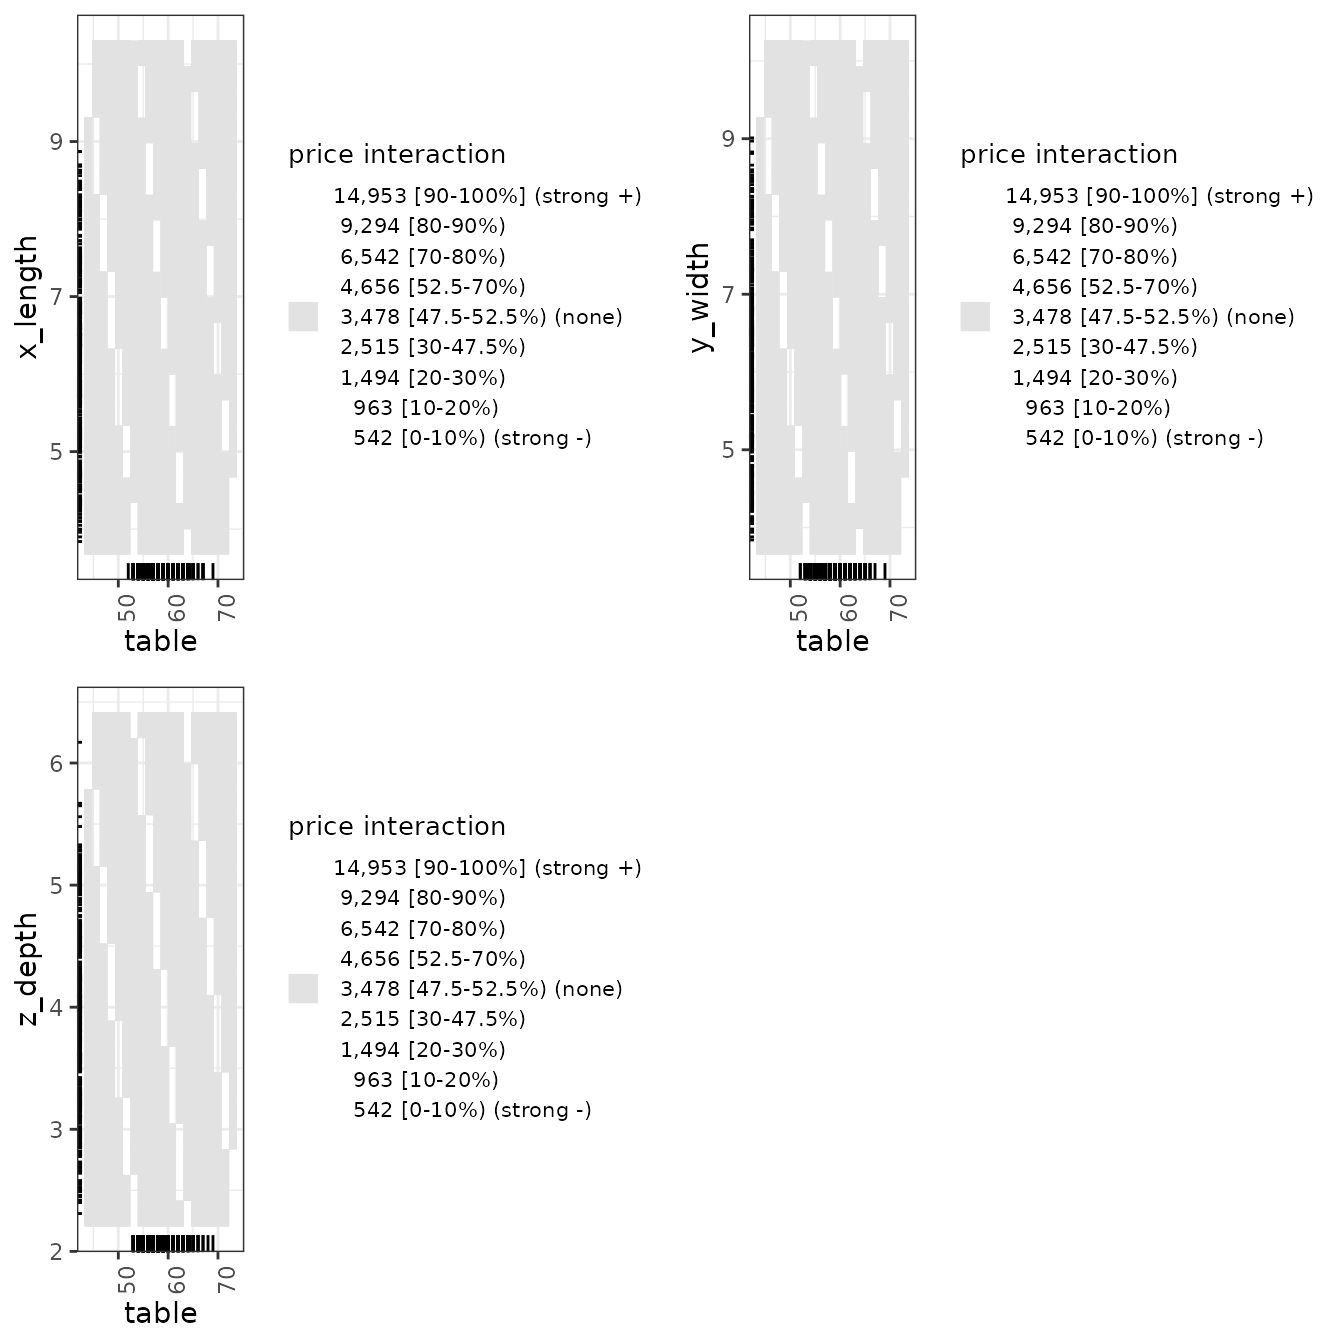 price interaction
14,953 [90-100%] (strong +)
9,294 [80-90%)
6,542 [70-80%)
4,656 [52.5-70%)
3,478 [47.5-52.5%) (none)
2,515 [30-47.5%)
1,494 [20-30%)
963 [10-20%)
542 [0-10%) (strong -)
x_length
9
7
5
50 60 70
table
price interaction
14,953 [90-100%] (strong +)
9,294 [80-90%)
6,542 [70-80%)
4,656 [52.5-70%)
3,478 [47.5-52.5%) (none)
2,515 [30-47.5%)
1,494 [20-30%)
963 [10-20%)
542 [0-10%) (strong -)
y_width
9
7
5
50 60 70
table
price interaction
14,953 [90-100%] (strong +)
9,294 [80-90%)
6,542 [70-80%)
4,656 [52.5-70%)
3,478 [47.5-52.5%) (none)
2,515 [30-47.5%)
1,494 [20-30%)
963 [10-20%)
542 [0-10%) (strong -)
z_depth
6
5
4
3
2
50 60 70
table